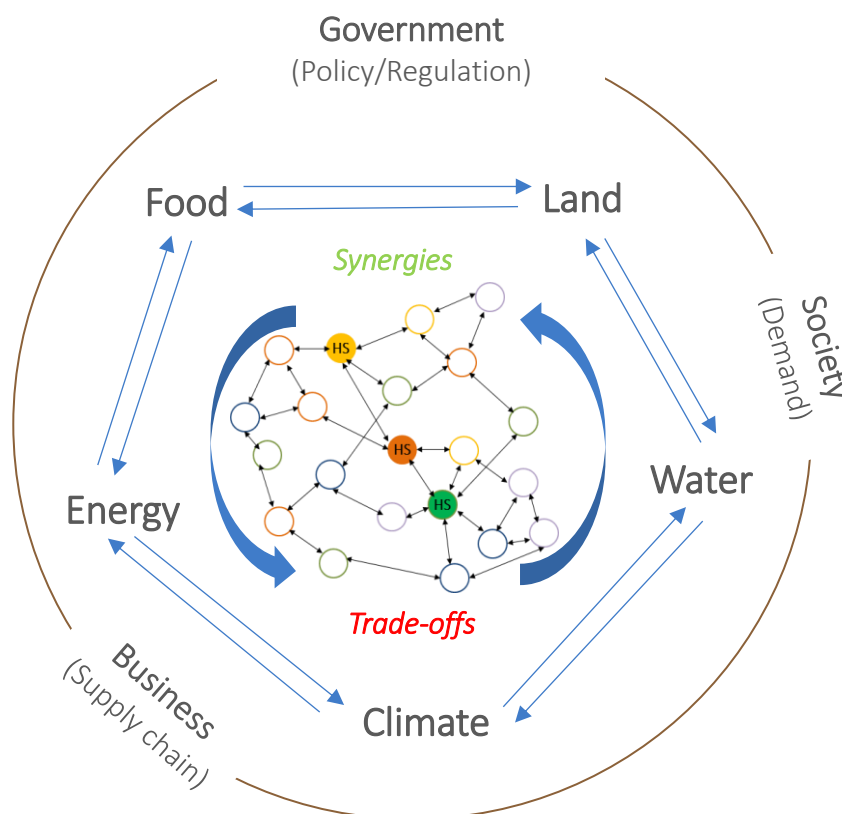 Government
(Policy/Regulation)
Food
Land
Synergies
Society
(Demand)
HS
HS
HS
Water
Energy
Trade-offs
Business
(Supply chain)
Climate